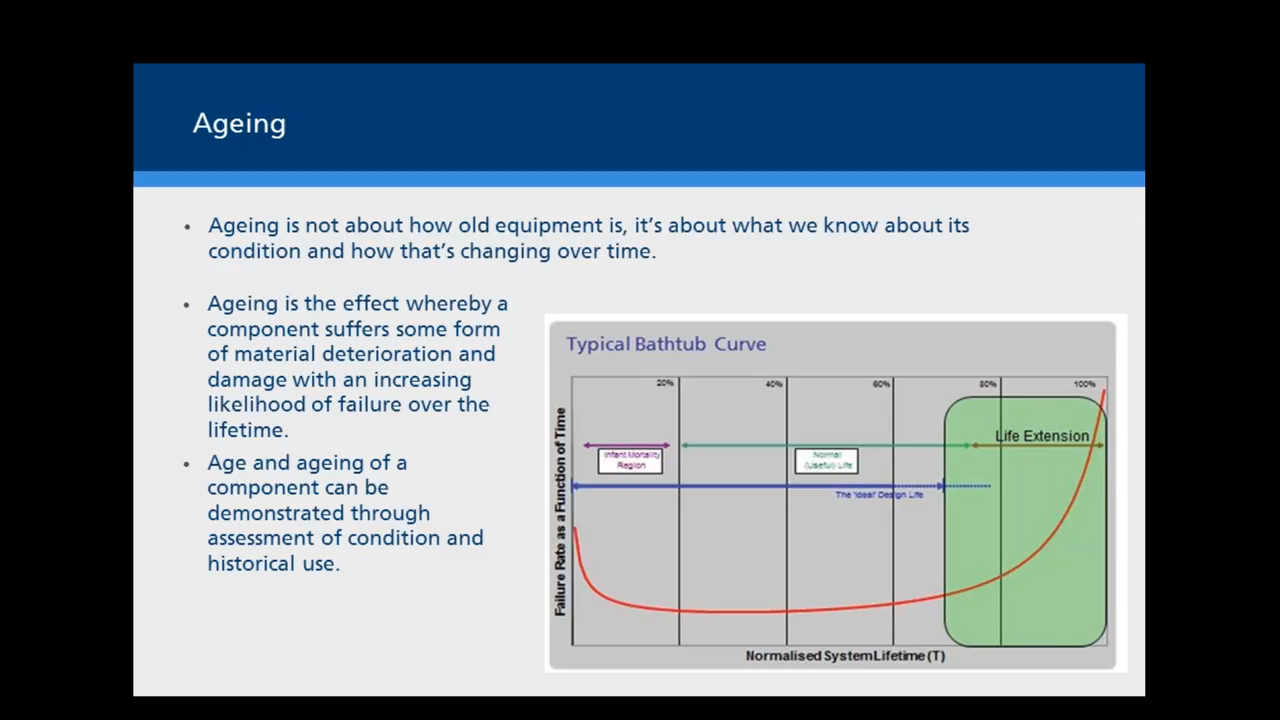 Ageing
Ageing is not about how old equipment is, it's about what we know about its
condition and how that's changing over time.
Ageing is the effect whereby a
component suffers some form
of material deterioration and
damage with an increasing
likelihood of failure over the
lifetime.
Age and ageing of a
component can be
demonstrated through
assessment of condition and
historical use.
Typical Bathtub Curve
20%
40%
60%
80%
100%
Life Extension
Infant Mortality
Region
Normal
(Useful) Life
The 'Ideal' Design Life
Failure Rate as a Function of Time
Normalised System Lifetime (T)